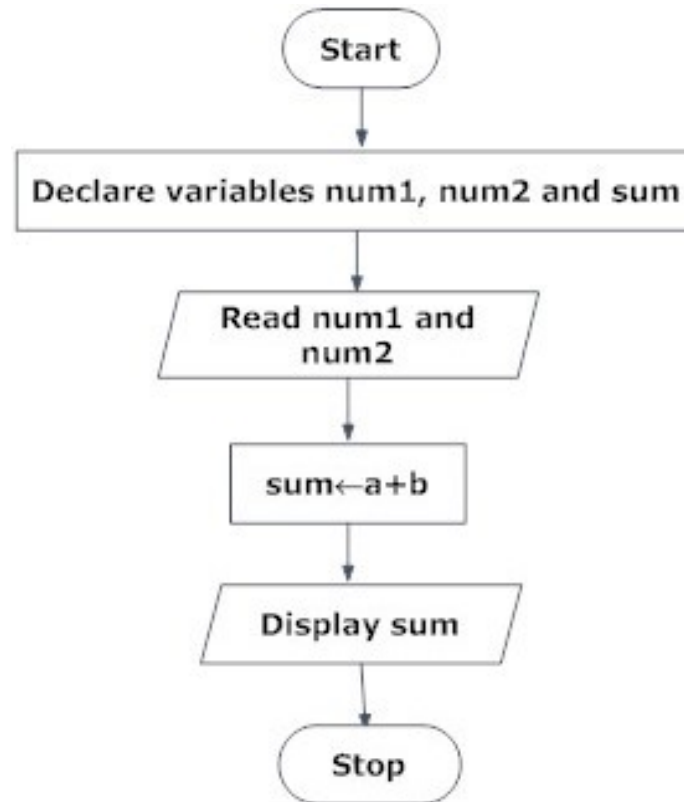 Start
Declare variables num1, num2 and sum
Read num1 and
num2
sum←a+b
Display sum
Stop